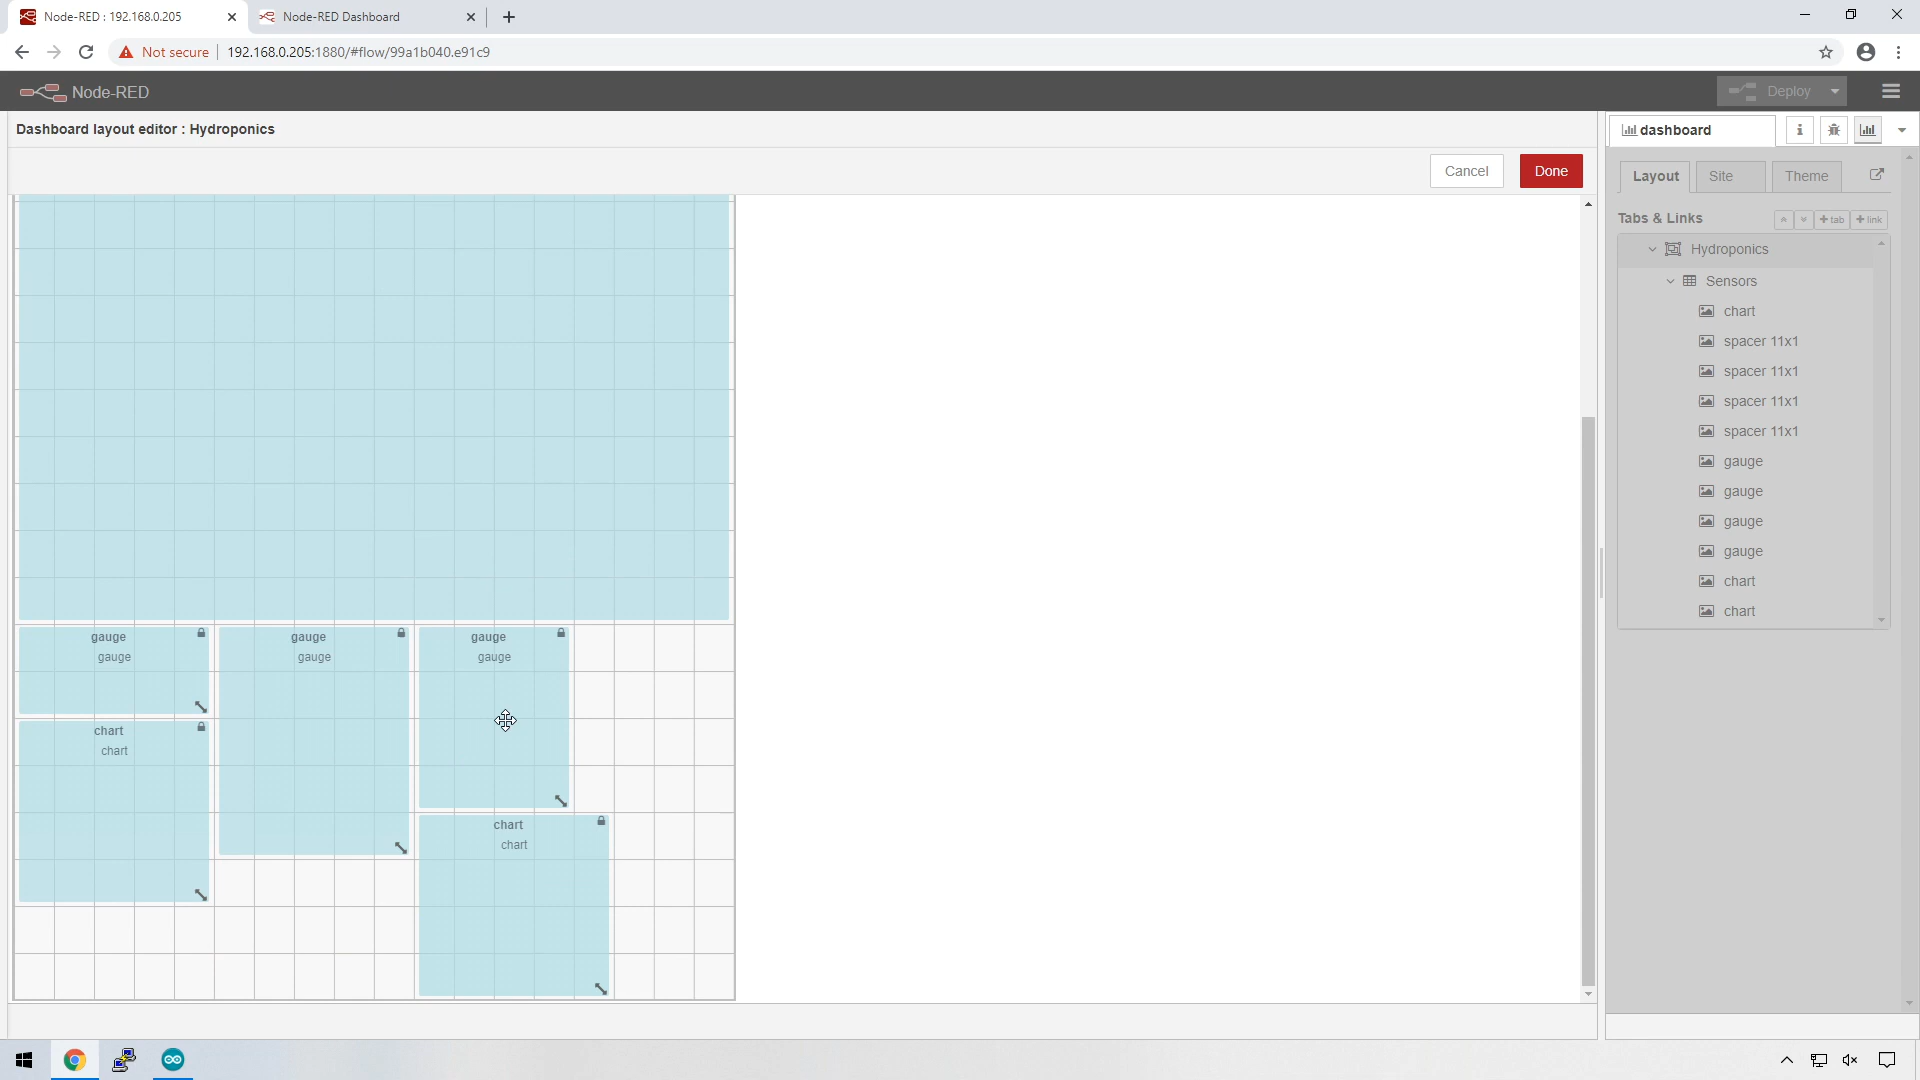 Node-RED : 192.168.0.205
Node-RED Dashboard
Not secure
192.168.0.205:1880/#flow/99a1b040.e91c9
Node-RED
Deploy
Dashboard layout editor : Hydroponics
dashboard
Cancel
Done
Layout
Site
Theme
Tabs & Links
+ tab
+ link
Hydroponics
Sensors
chart
spacer 11x1
spacer 11x1
spacer 11x1
spacer 11x1
gauge
gauge
gauge
gauge
chart
chart
gauge
gauge
gauge
gauge
gauge
gauge
chart
chart
chart
chart